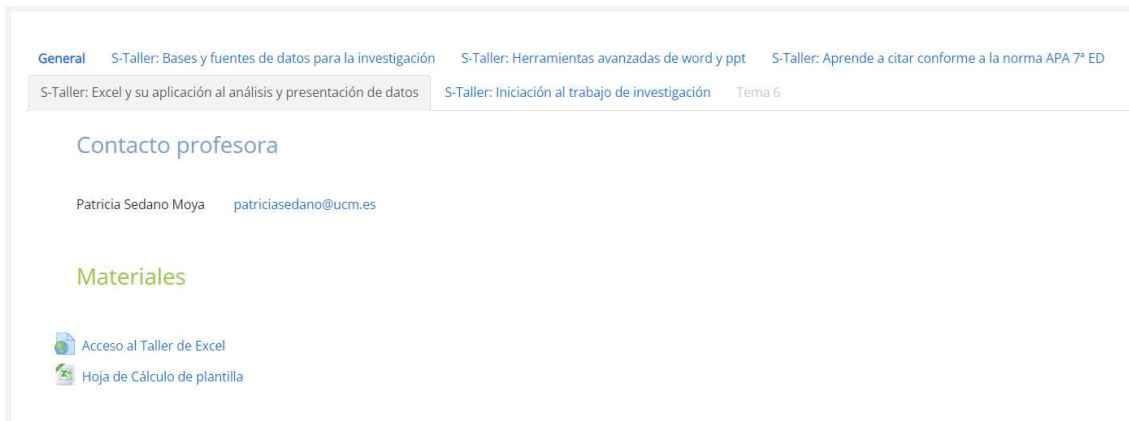 General S-Taller: Bases y fuentes de datos para la investigación S-Taller: Herramientas avanzadas de word y ppt S-Taller: Aprende a citar conforme a la norma APA 7ª ED
S-Taller: Excel y su aplicación al análisis y presentación de datos S-Taller: Iniciación al trabajo de investigación Tema 6
Contacto profesora
Patricia Sedano Moya patriciasedano@ucm.es
Materiales
Acceso al Taller de Excel
Hoja de Cálculo de plantilla